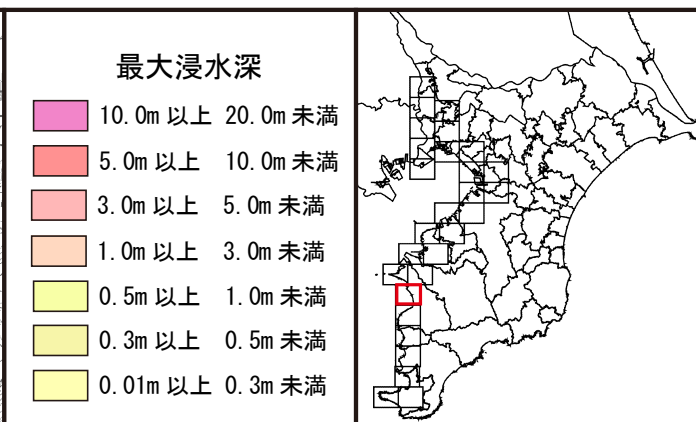 最大浸水深
10.0m 以上 20.0m 未満
5.0m 以上 10.0m 未満
3.0m 以上 5.0m 未満
1.0m 以上 3.0m 未満
0.5m 以上 1.0m 未満
0.3m 以上 0.5m 未満
0.01m 以上 0.3m 未満